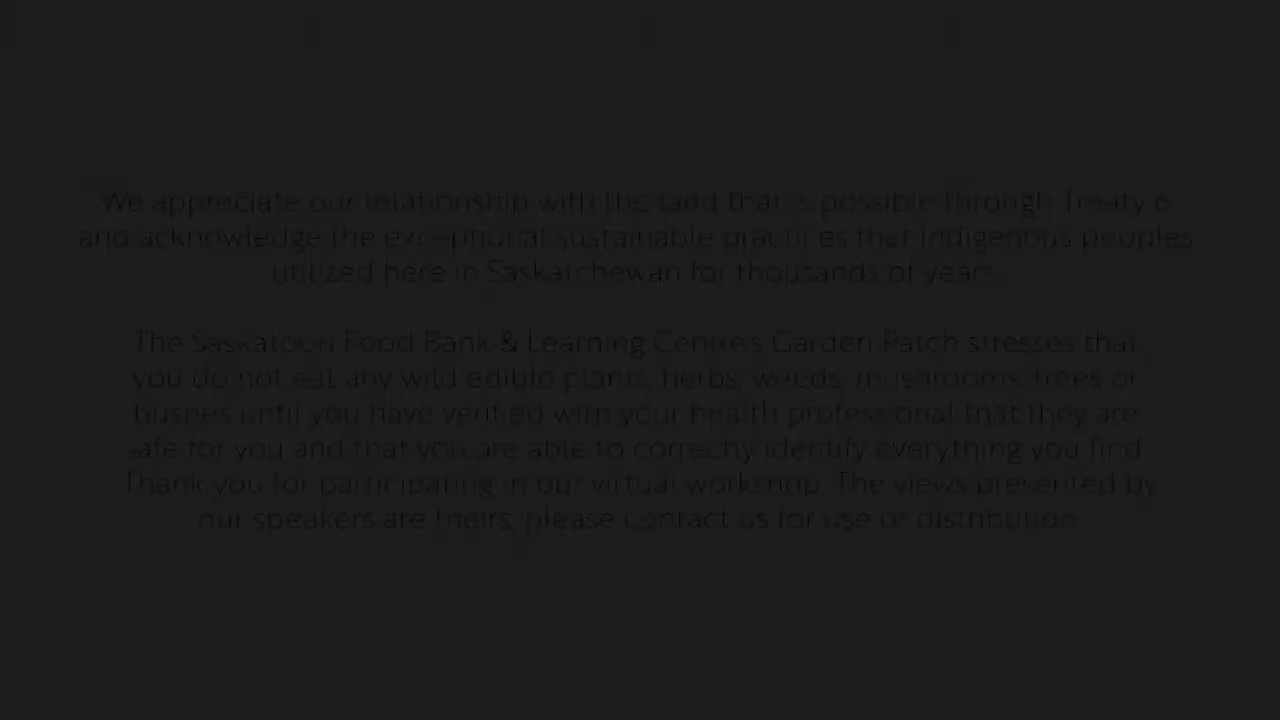 We appreciate our relationship with the land that is possible through Treaty 6
and acknowledge the exceptional sustainable practices that Indigenous peoples
utilized here in Saskatchewan for thousands of years.
The Saskatoon Food Bank & Learning Centre's Garden Patch stresses that
you do not eat any wild edible plants, herbs, weeds, mushrooms, trees or
bushes until you have verified with your health professional that they are
safe for you and that you are able to correctly identify everything you find.
Thank you for participating in our virtual workshop. The views presented by
our speakers are theirs, please contact us for use or distribution.